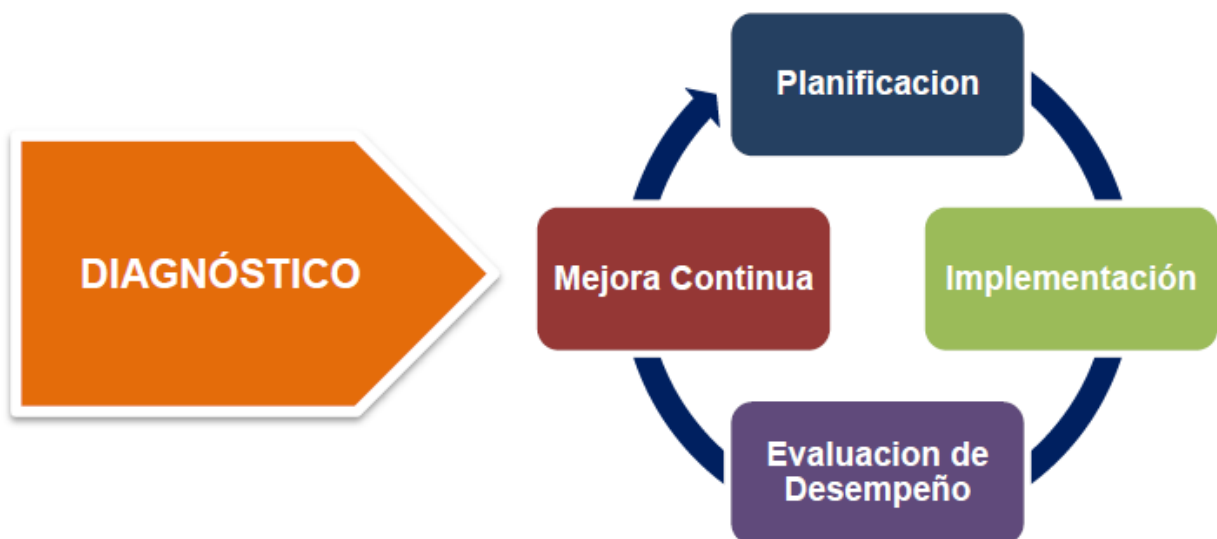 DIAGNÓSTICO
Planificacion
Mejora Continua
Implementación
Evaluacion de
Desempeño